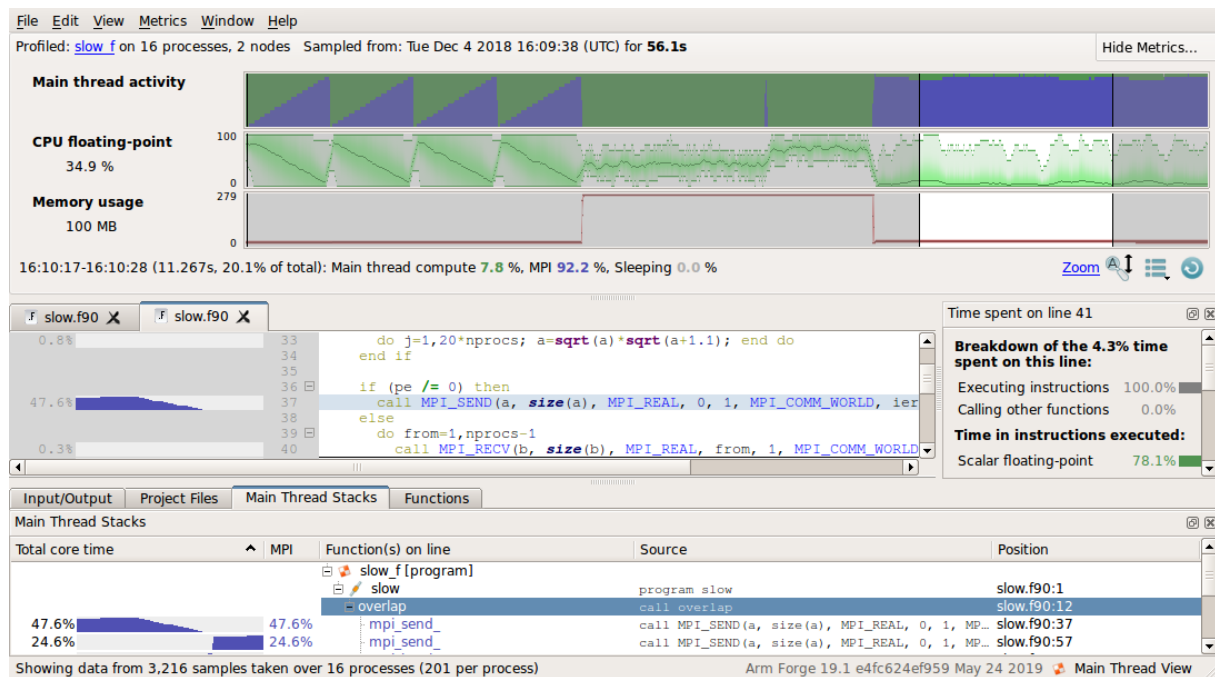 File Edit View Metrics Window Help
Profiled: slow_f on 16 processes, 2 nodes Sampled from: Tue Dec 4 2018 16:09:38 (UTC) for 56.1s
Hide Metrics...
Main thread activity
CPU floating-point
34.9 %
100
0
Memory usage
100 MB
279
0
16:10:17-16:10:28 (11.267s, 20.1% of total): Main thread compute 7.8 %, MPI 92.2 %, Sleeping 0.0 %
Zoom
slow.f90 slow.f90
0.8% 33 do j=1,20*nprocs; a=sqrt(a)*sqrt(a+1.1); end do
34 end if
35
36 if (pe /= 0) then
47.6% 37 call MPI_SEND(a, size(a), MPI_REAL, 0, 1, MPI_COMM_WORLD, ier
38 else
39 do from=1,nprocs-1
0.3% 40 call MPI_RECV(b, size(b), MPI_REAL, from, 1, MPI_COMM_WORLD
Time spent on line 41
Breakdown of the 4.3% time
spent on this line:
Executing instructions 100.0%
Calling other functions 0.0%
Time in instructions executed:
Scalar floating-point 78.1%
Input/Output Project Files Main Thread Stacks Functions
Main Thread Stacks
Total core time MPI Function(s) on line Source Position
slow_f [program]
slow program slow slow.f90:1
overlap call overlap slow.f90:12
47.6% 47.6% mpi_send_ call MPI_SEND(a, size(a), MPI_REAL, 0, 1, MP… slow.f90:37
24.6% 24.6% mpi_send_ call MPI_SEND(a, size(a), MPI_REAL, 0, 1, MP… slow.f90:57
Showing data from 3,216 samples taken over 16 processes (201 per process)
Arm Forge 19.1 e4fc624ef959 May 24 2019 Main Thread View